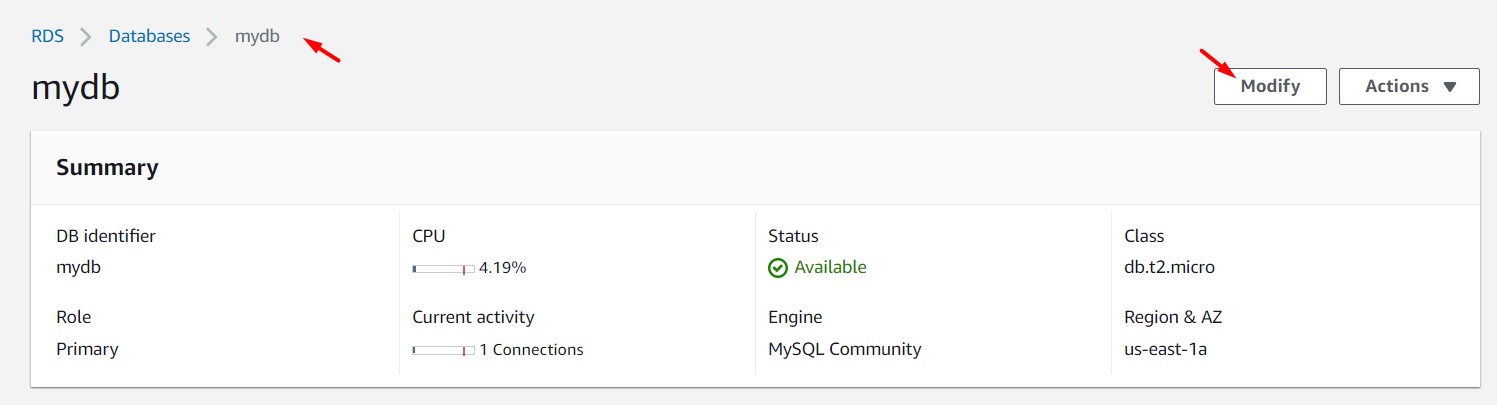 RDS > Databases > mydb
mydb
Modify
Actions
Summary
DB identifier
mydb
CPU
4.19%
Status
Available
Class
db.t2.micro
Role
Primary
Current activity
1 Connections
Engine
MySQL Community
Region & AZ
us-east-1a